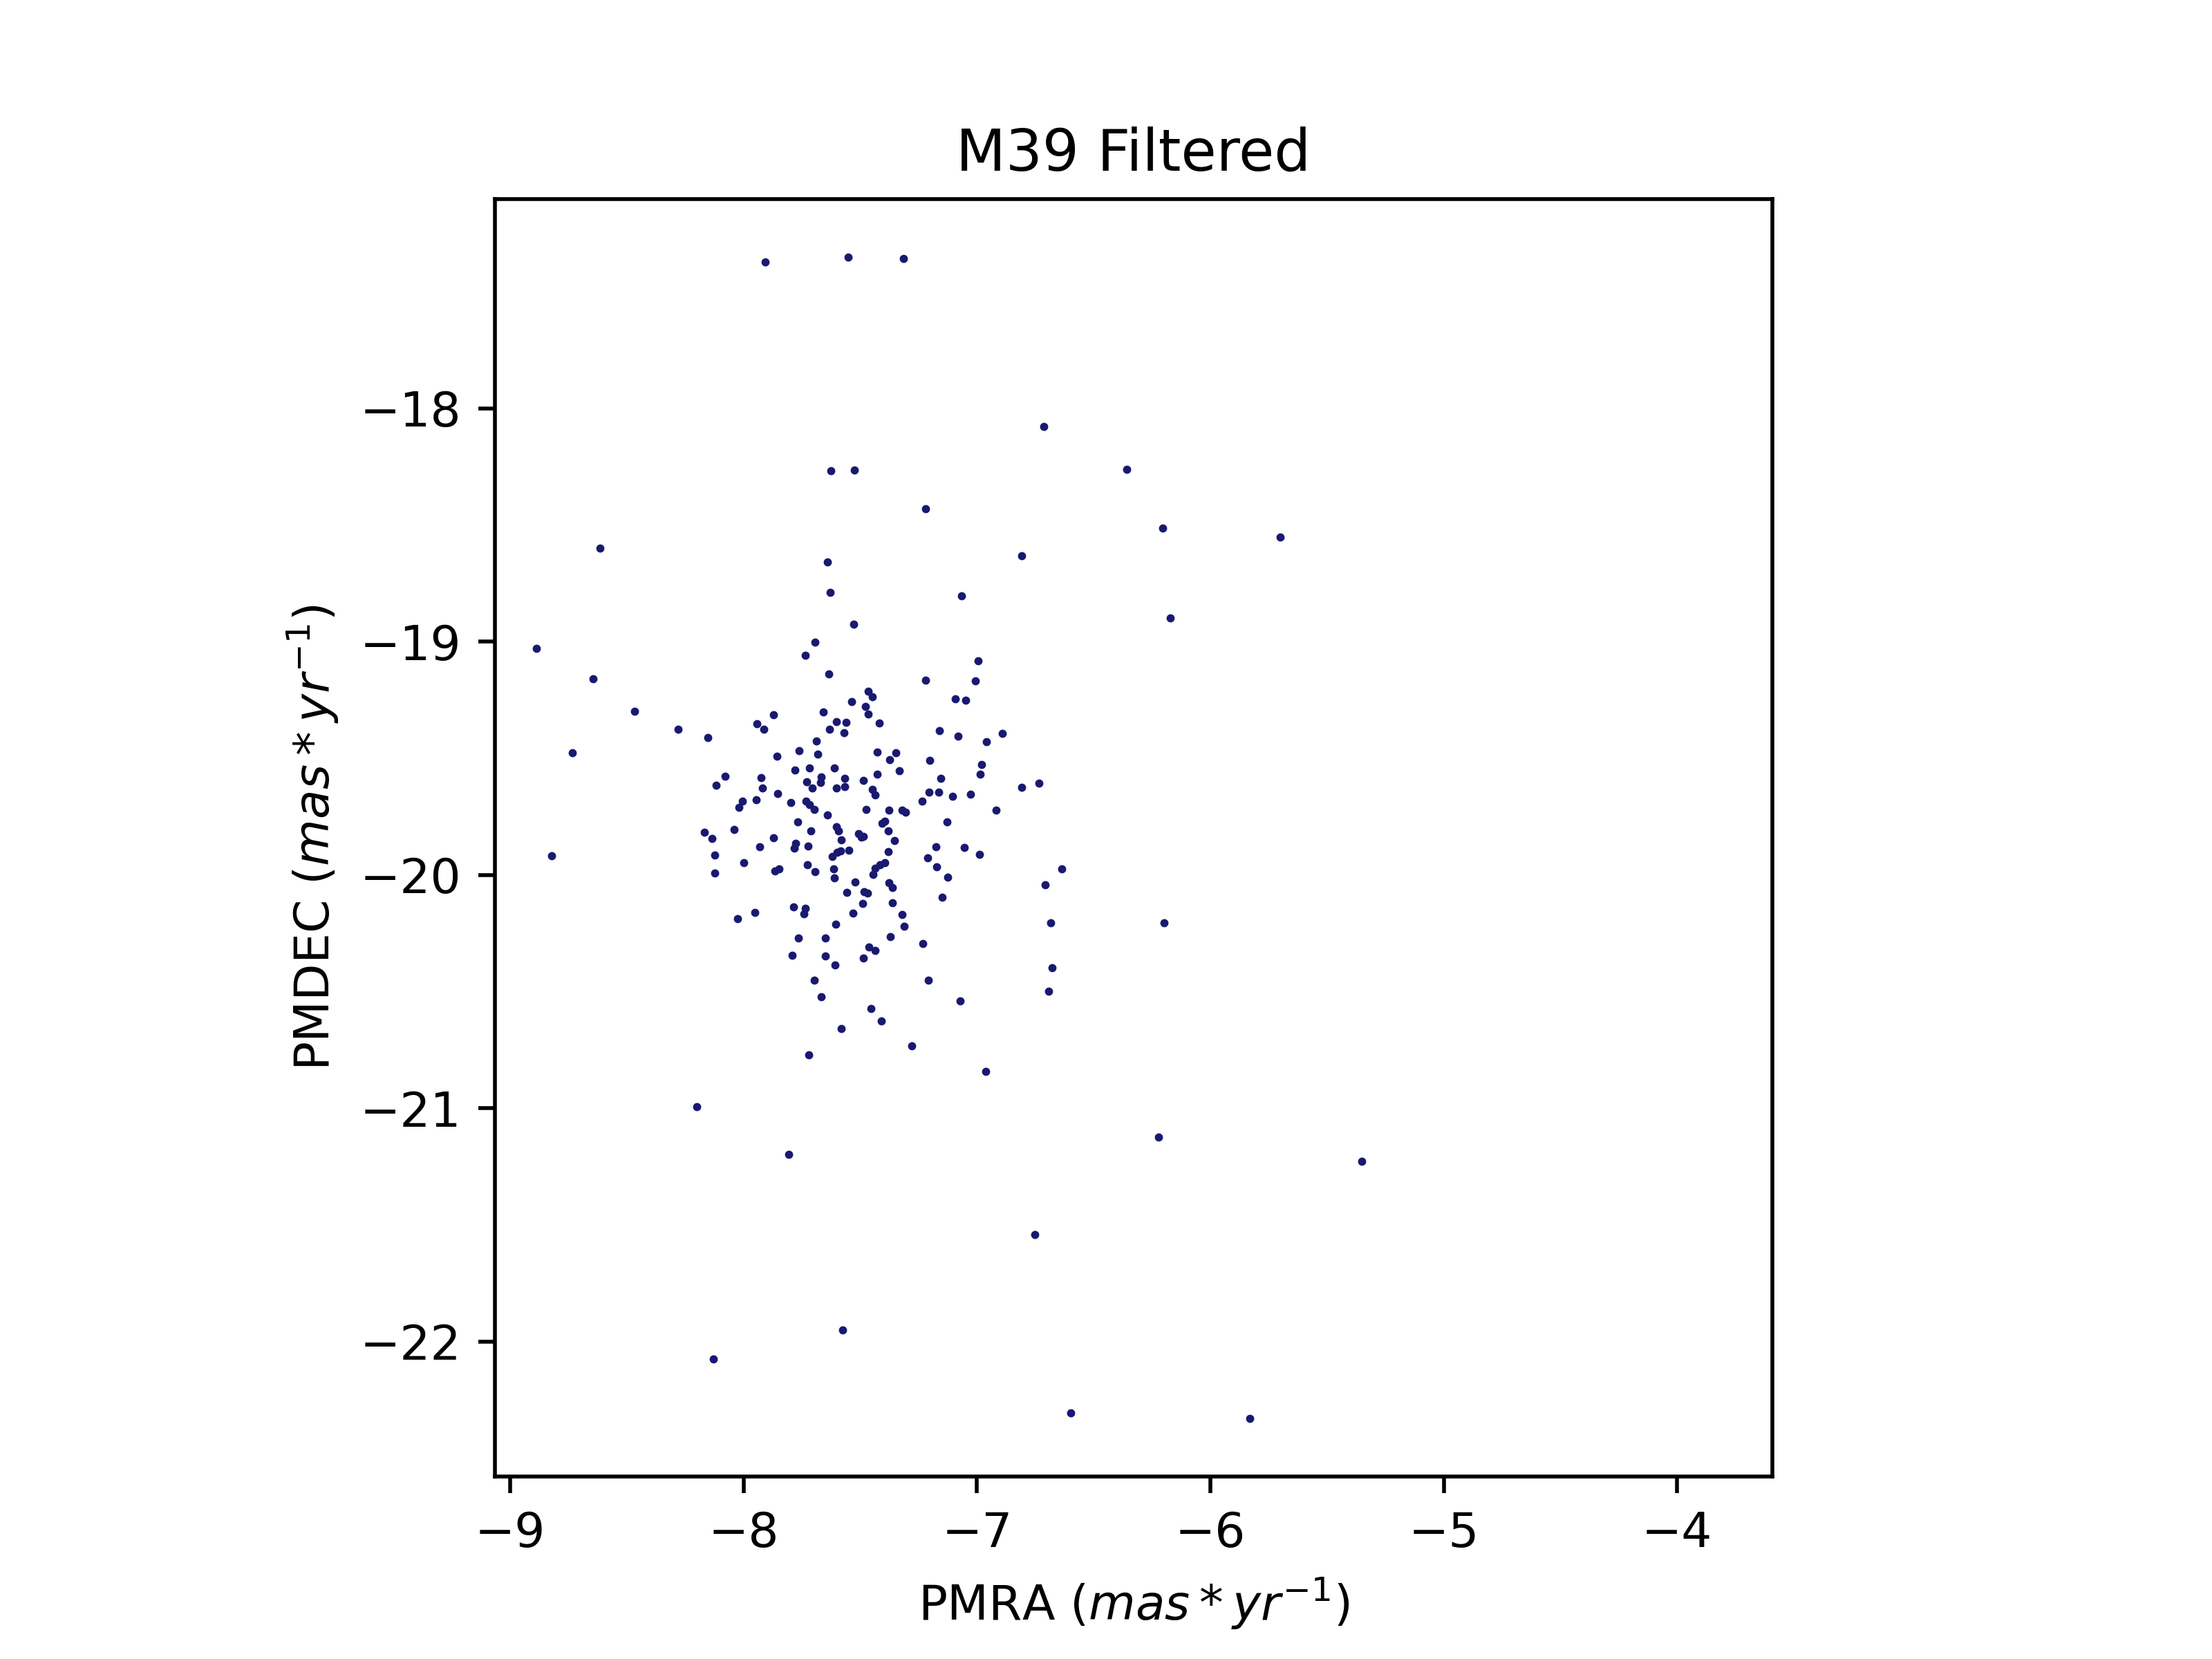 M39 Filtered
−18
−19
−20
−21
−22
PMDEC (mas * yr⁻¹)
−9 −8 −7 −6 −5 −4
PMRA (mas * yr⁻¹)